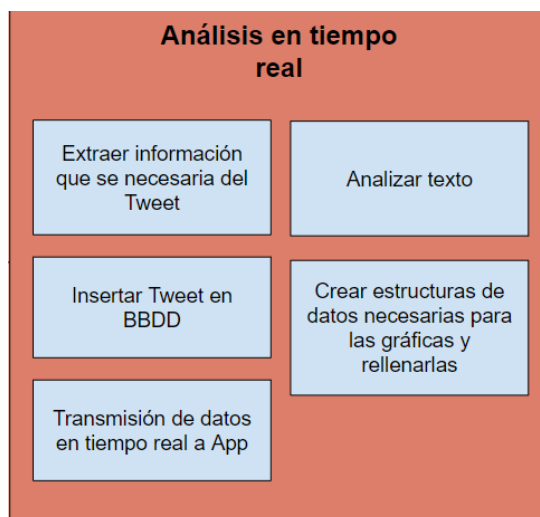 Análisis en tiempo
real
Extraer información
que se necesaria del
Tweet
Analizar texto
Insertar Tweet en
BBDD
Crear estructuras de
datos necesarias para
las gráficas y
rellenarlas
Transmisión de datos
en tiempo real a App